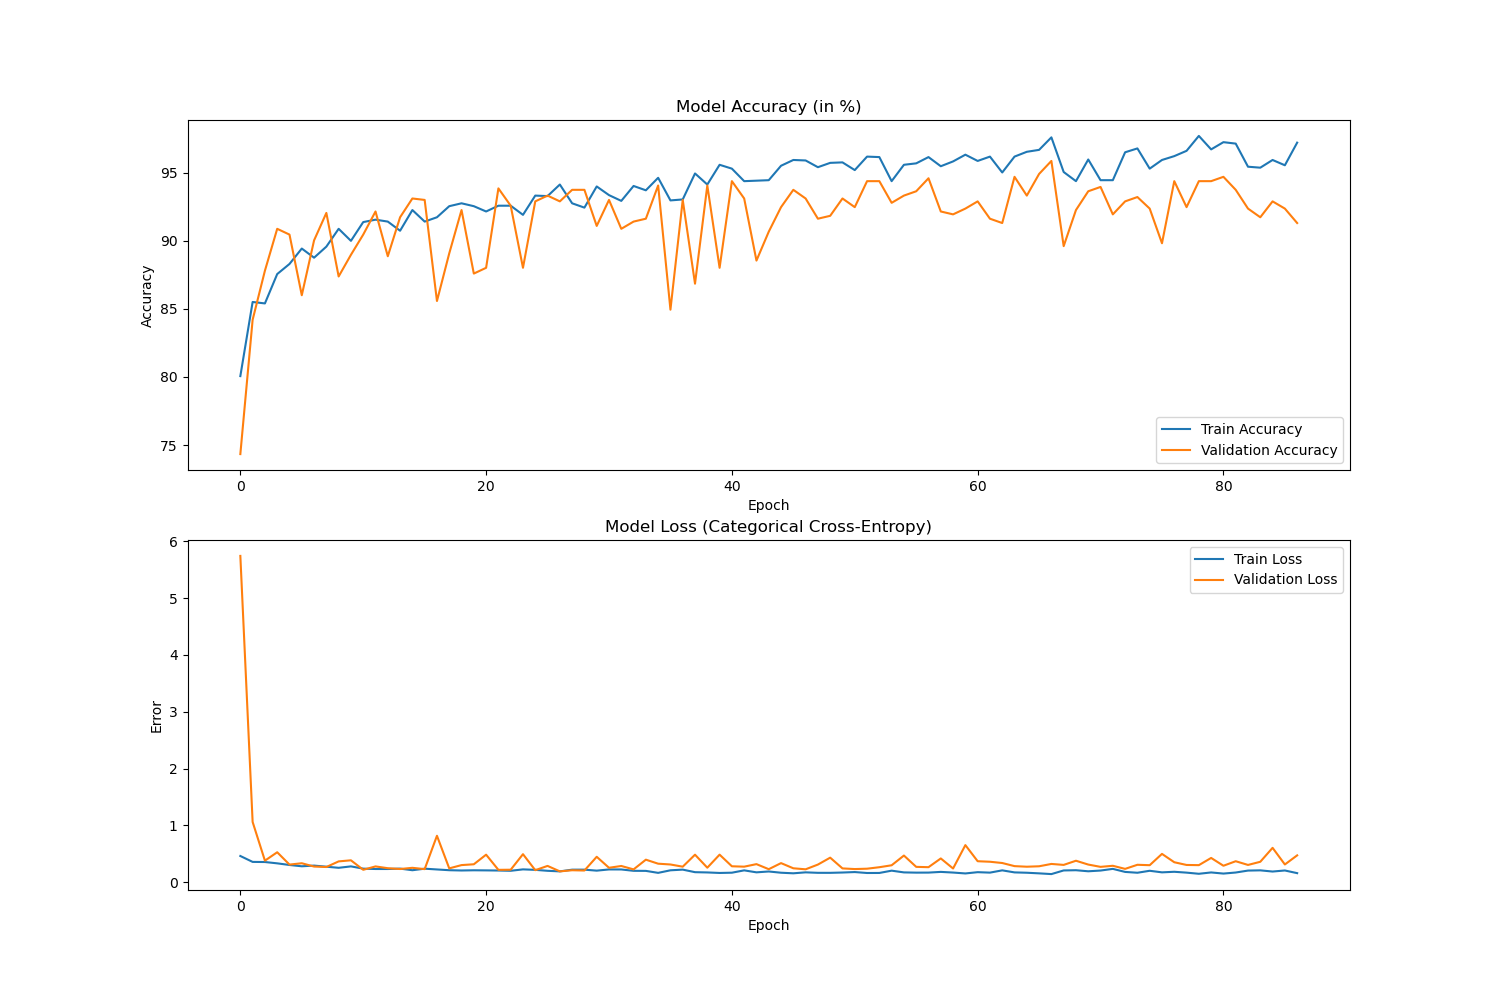 Model Accuracy (in %)
Accuracy
95
90
85
80
75
0 20 40 60 80
Epoch
Train Accuracy
Validation Accuracy
Model Loss (Categorical Cross-Entropy)
Error
6
5
4
3
2
1
0
0 20 40 60 80
Epoch
Train Loss
Validation Loss